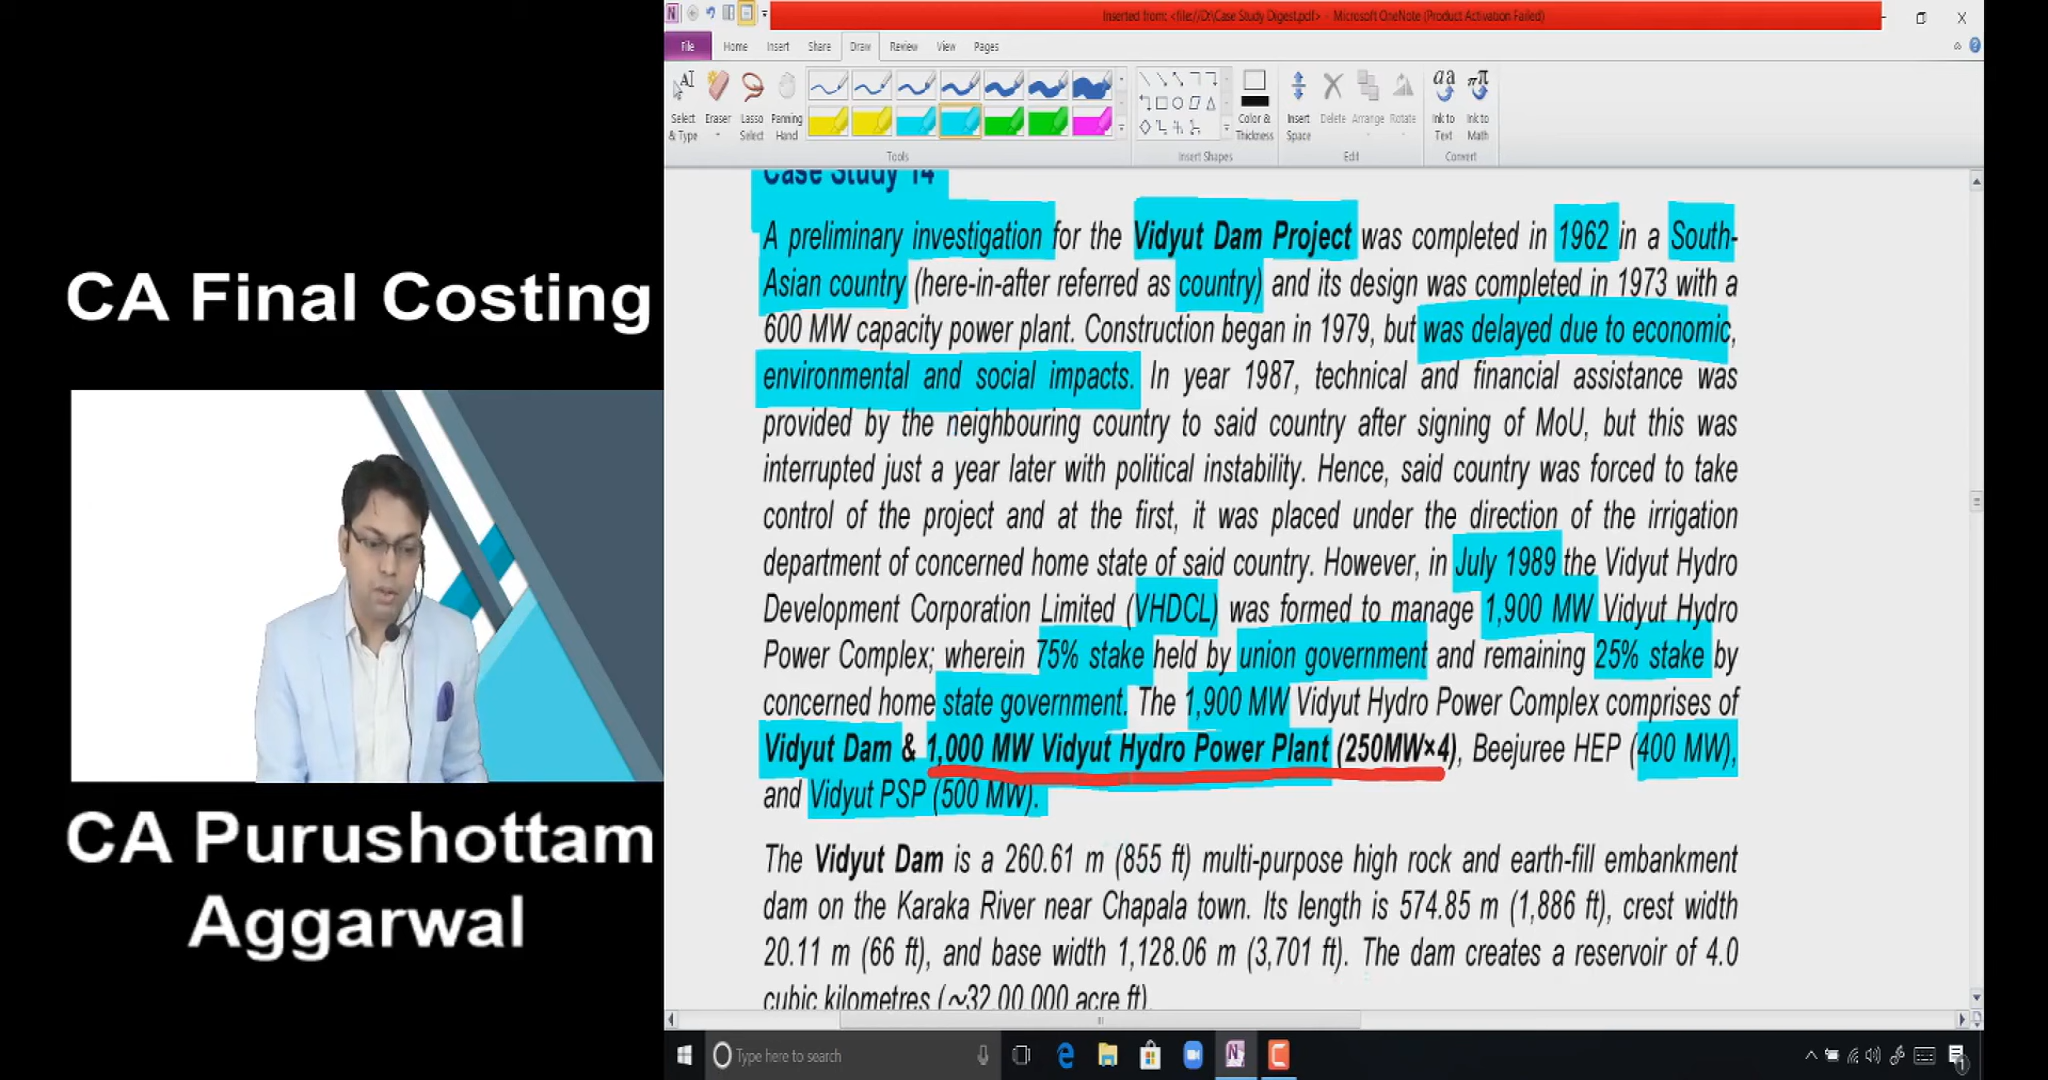 CA Final Costing
CA Purushottam
Aggarwal
Inserted from: <file://D:\Case Study Digest.pdf> - Microsoft OneNote (Product Activation Failed)
File Home Insert Share Draw Review View Pages
Select & Type
Eraser
Lasso Select
Panning Hand
Color & Thickness
Insert Space
Delete
Arrange
Rotate
Ink to Text
Ink to Math
Tools
Insert Shapes
Edit
Convert
Case Study 14
A preliminary investigation for the Vidyut Dam Project was completed in 1962 in a South-
Asian country (here-in-after referred as country) and its design was completed in 1973 with a
600 MW capacity power plant. Construction began in 1979, but was delayed due to economic,
environmental and social impacts. In year 1987, technical and financial assistance was
provided by the neighbouring country to said country after signing of MoU, but this was
interrupted just a year later with political instability. Hence, said country was forced to take
control of the project and at the first, it was placed under the direction of the irrigation
department of concerned home state of said country. However, in July 1989 the Vidyut Hydro
Development Corporation Limited (VHDCL) was formed to manage 1,900 MW Vidyut Hydro
Power Complex; wherein 75% stake held by union government and remaining 25% stake by
concerned home state government. The 1,900 MW Vidyut Hydro Power Complex comprises of
Vidyut Dam & 1,000 MW Vidyut Hydro Power Plant (250MW×4), Beejuree HEP (400 MW),
and Vidyut PSP (500 MW).
The Vidyut Dam is a 260.61 m (855 ft) multi-purpose high rock and earth-fill embankment
dam on the Karaka River near Chapala town. Its length is 574.85 m (1,886 ft), crest width
20.11 m (66 ft), and base width 1,128.06 m (3,701 ft). The dam creates a reservoir of 4.0
cubic kilometres (~32,00,000 acre ft).
Type here to search